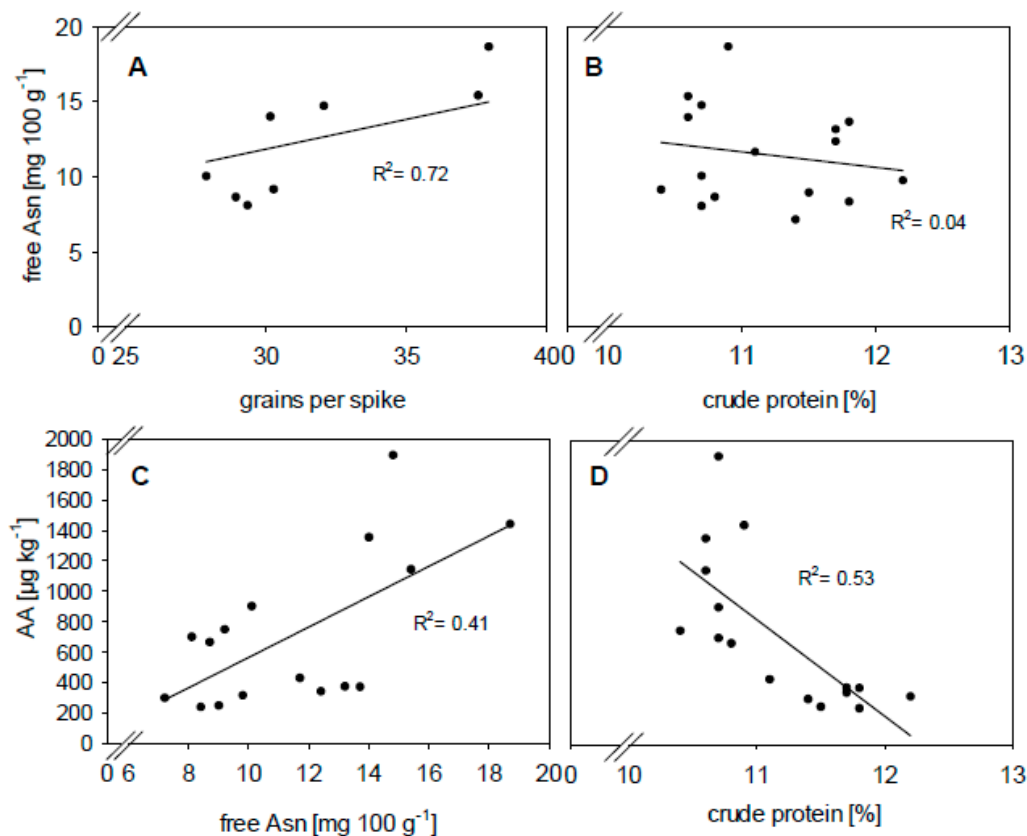 20
15
10
5
0
free Asn [mg 100 g⁻¹]
A
R²= 0.72
0 25 30 35 40
grains per spike
B
R²= 0.04
0 10 11 12 13
crude protein [%]
2000
1800
1600
1400
1200
1000
800
600
400
200
0
AA [µg kg⁻¹]
C
R²= 0.41
0 6 8 10 12 14 16 18 20
free Asn [mg 100 g⁻¹]
D
R²= 0.53
0 10 11 12 13
crude protein [%]